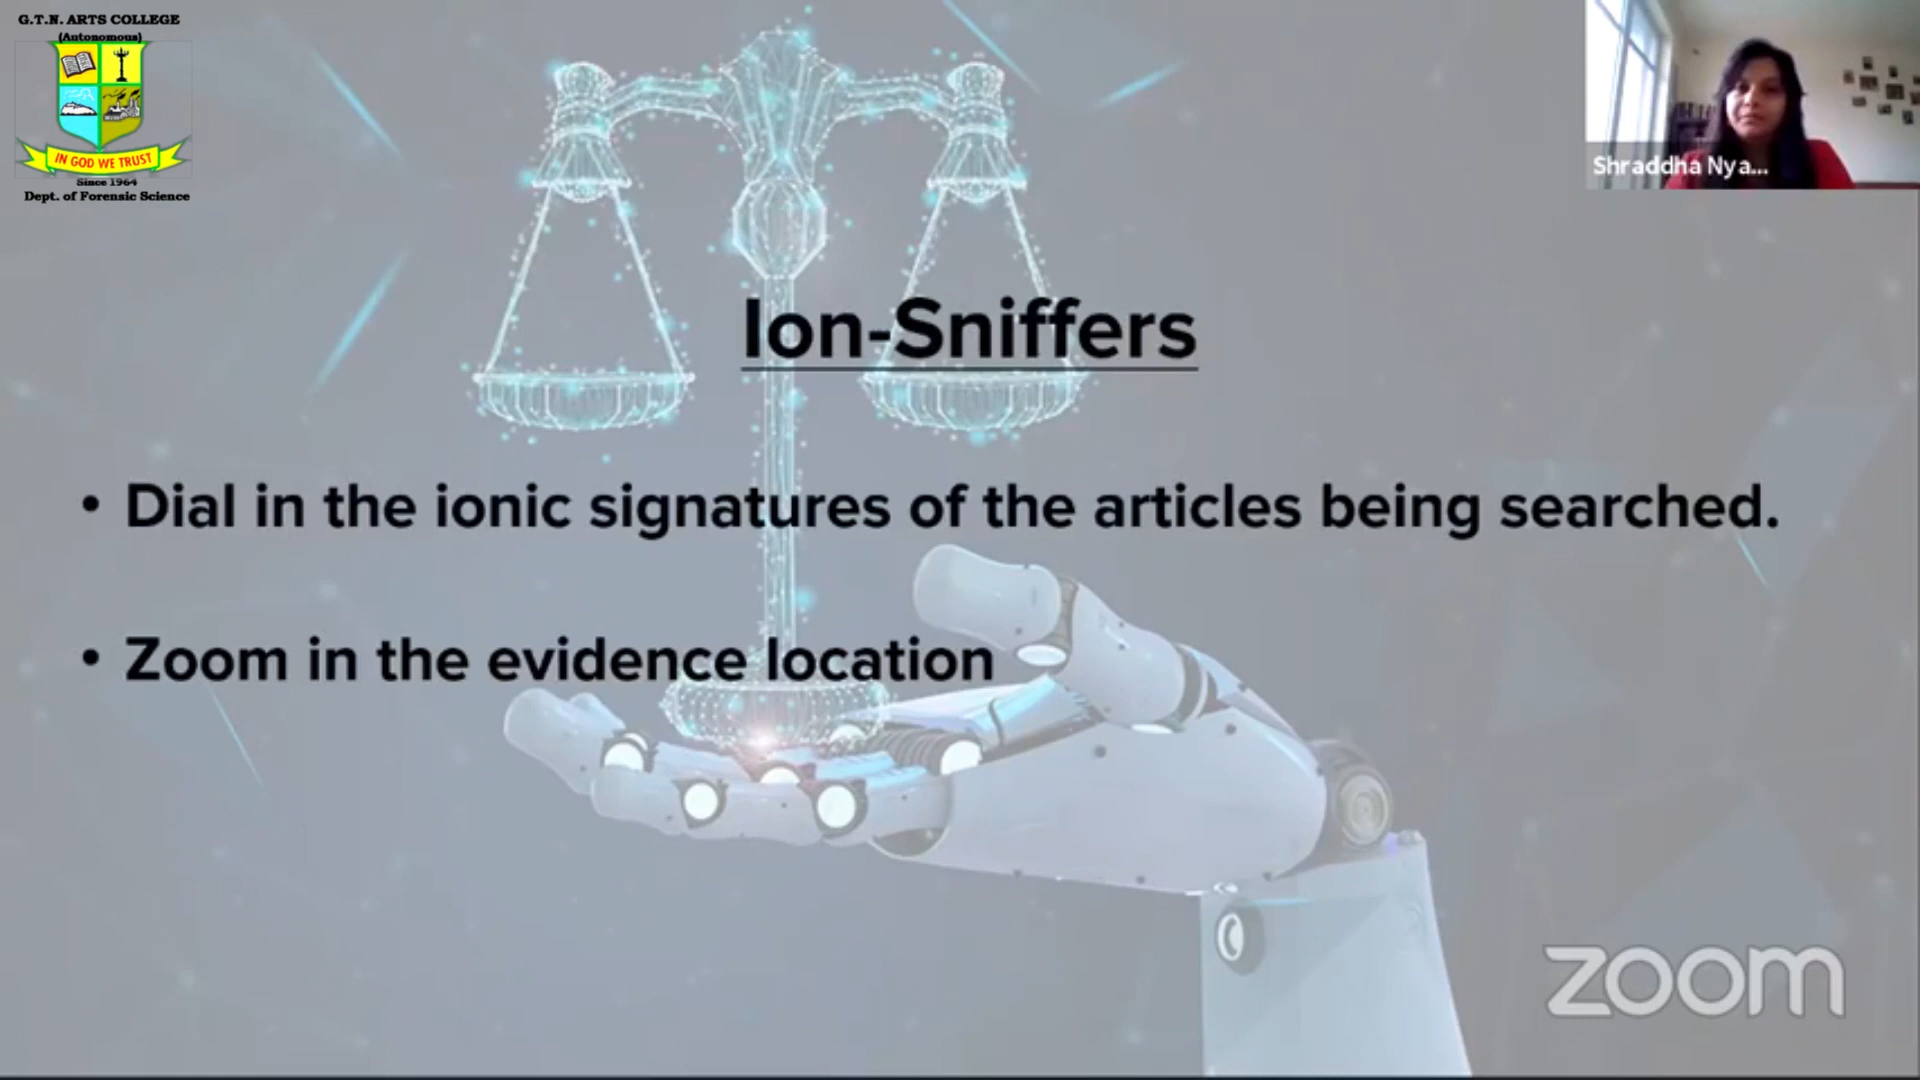 G.T.N. ARTS COLLEGE
(Autonomous)
IN GOD WE TRUST
Since 1964
Dept. of Forensic Science
Shraddha Nya...
Ion-Sniffers
• Dial in the ionic signatures of the articles being searched.
• Zoom in the evidence location
zoom